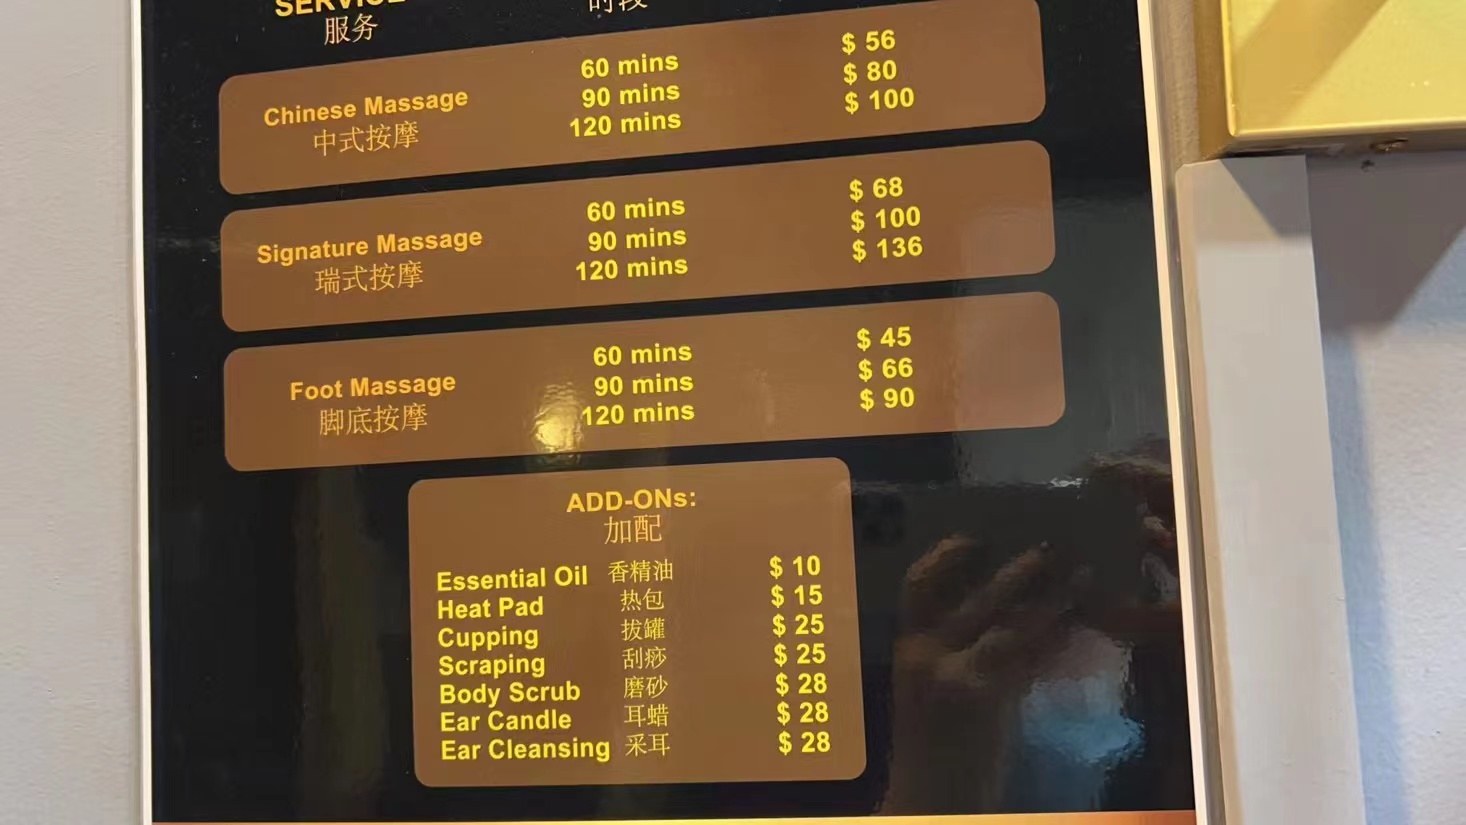 SERVICE
时段
服务
Chinese Massage
中式按摩
60 mins $ 56
90 mins $ 80
120 mins $ 100
Signature Massage
瑞式按摩
60 mins $ 68
90 mins $ 100
120 mins $ 136
Foot Massage
脚底按摩
60 mins $ 45
90 mins $ 66
120 mins $ 90
ADD-ONs:
加配
Essential Oil 香精油 $ 10
Heat Pad 热包 $ 15
Cupping 拔罐 $ 25
Scraping 刮痧 $ 25
Body Scrub 磨砂 $ 28
Ear Candle 耳蜡 $ 28
Ear Cleansing 采耳 $ 28